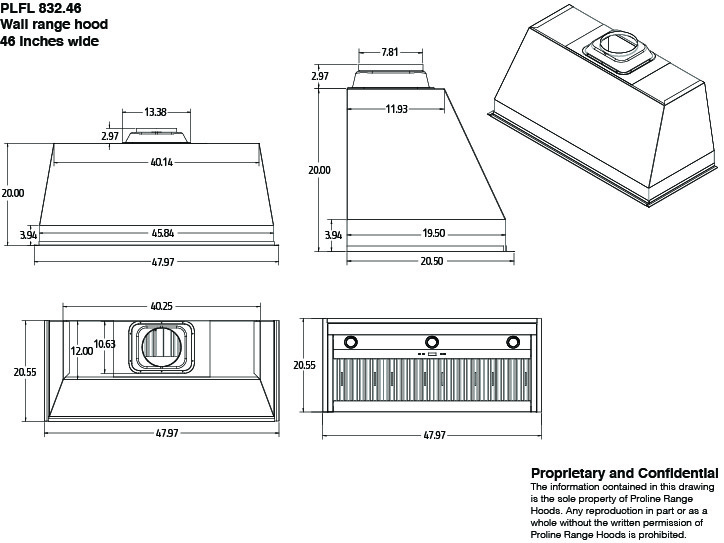 PLFL 832.46
Wall range hood
46 Inches wide
7.81
2.97
11.93
20.00
3.94
19.50
20.50
13.38
2.97
40.14
20.00
3.94
45.84
47.97
40.25
12.00
10.63
20.55
47.97
20.55
47.97
Proprietary and Confidential
The information contained in this drawing
is the sole property of Proline Range
Hoods. Any reproduction in part or as a
whole without the written permission of
Proline Range Hoods is prohibited.